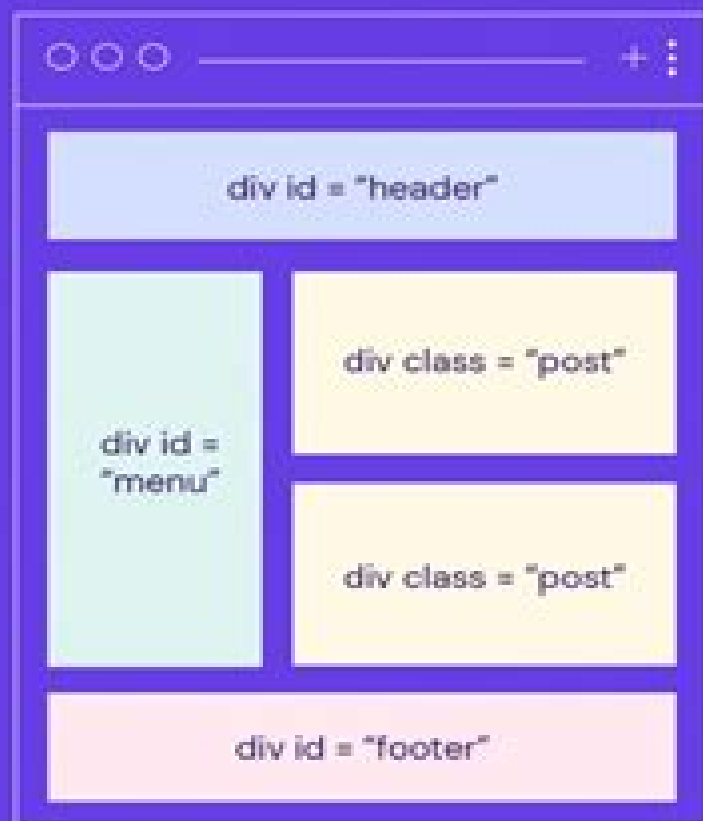 div id = “header”
div id =
“menu”
div class = “post”
div class = “post”
div id = “footer”